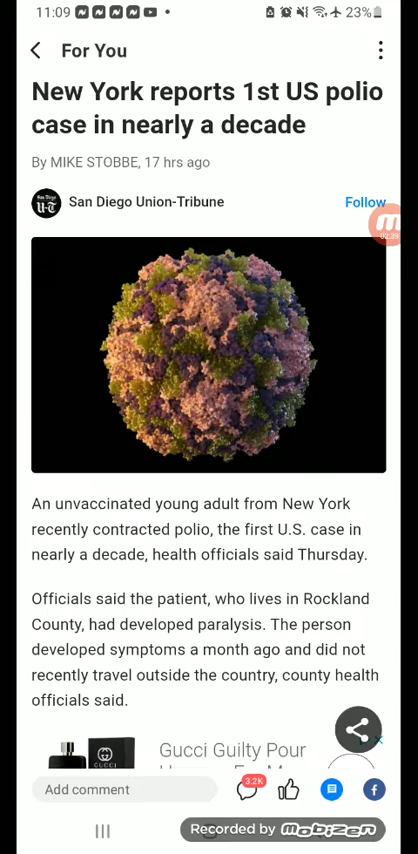 11:09
23%
For You
New York reports 1st US polio
case in nearly a decade
By MIKE STOBBE, 17 hrs ago
San Diego Union-Tribune
Follow
02:39
An unvaccinated young adult from New York
recently contracted polio, the first U.S. case in
nearly a decade, health officials said Thursday.
Officials said the patient, who lives in Rockland
County, had developed paralysis. The person
developed symptoms a month ago and did not
recently travel outside the country, county health
officials said.
GUCCI
Gucci Guilty Pour
Add comment
3.2K
Recorded by mobizen